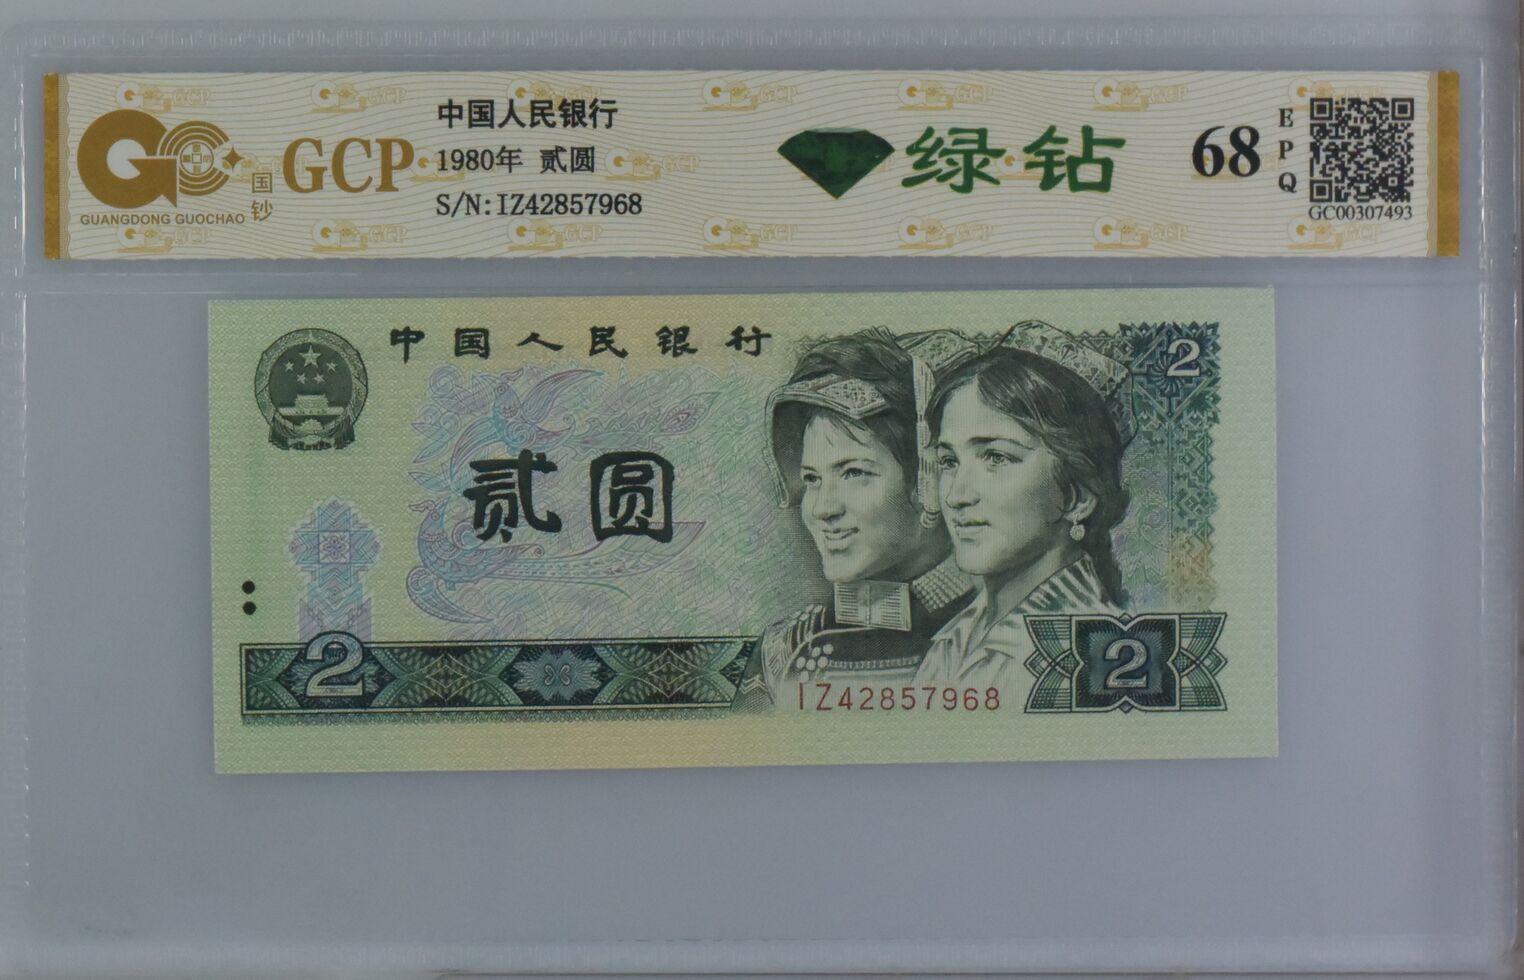 中国人民银行
1980年 贰圆
S/N:IZ42857968
GCP
国钞
GUANGDONG GUOCHAO
绿钻
68
EPQ
GC00307493
中国人民银行
2
贰圆
2
IZ42857968
2